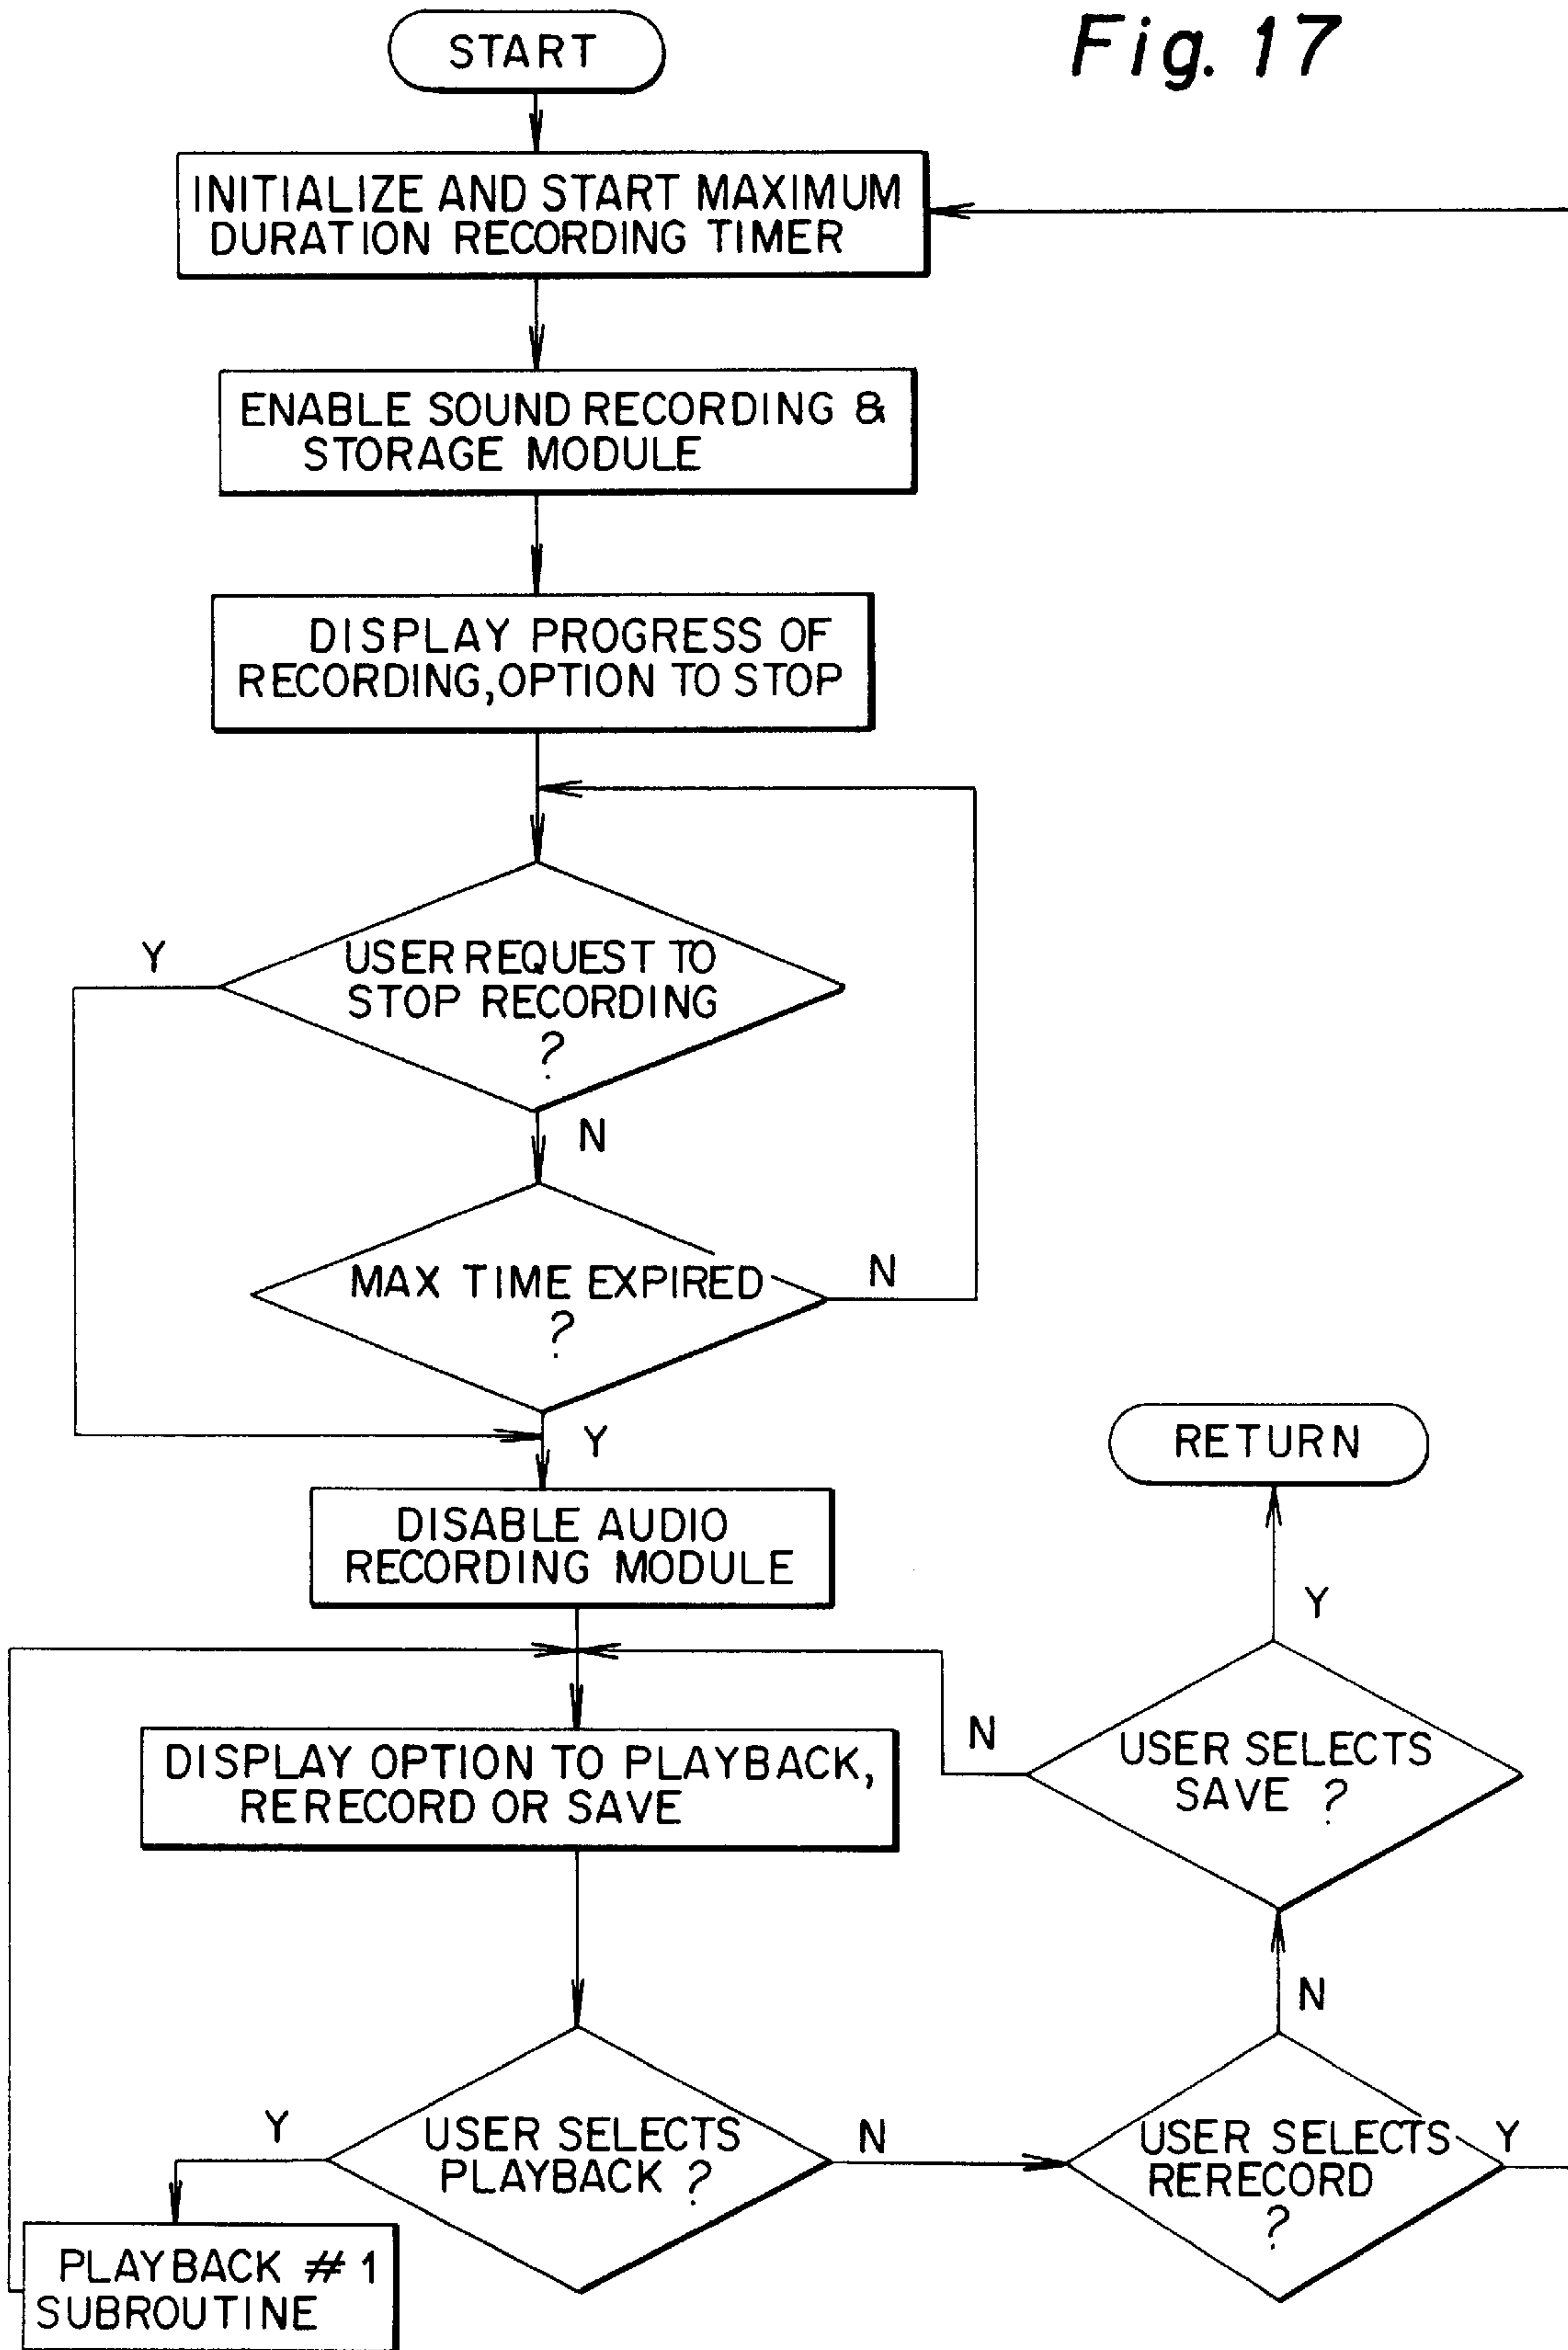 Fig. 17
START
INITIALIZE AND START MAXIMUM
DURATION RECORDING TIMER
ENABLE SOUND RECORDING &
STORAGE MODULE
DISPLAY PROGRESS OF
RECORDING, OPTION TO STOP
Y
USER REQUEST TO
STOP RECORDING
?
N
MAX TIME EXPIRED
?
N
Y
DISABLE AUDIO
RECORDING MODULE
DISPLAY OPTION TO PLAYBACK,
RERECORD OR SAVE
USER SELECTS
PLAYBACK ?
Y
N
PLAYBACK # 1
SUBROUTINE
USER SELECTS
RERECORD
?
Y
N
USER SELECTS
SAVE ?
N
Y
RETURN